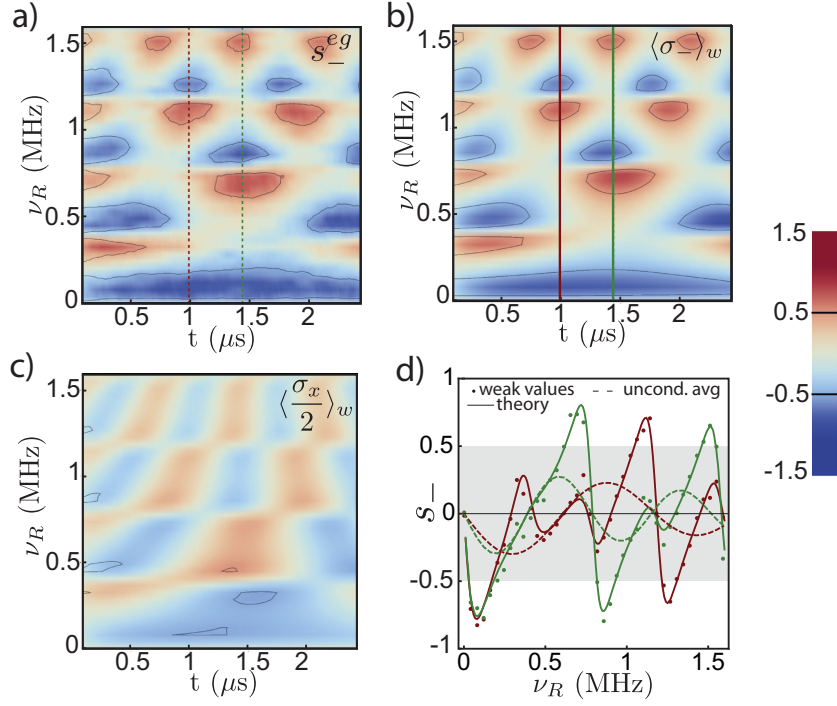 a)
s_-^{eg}
1.5
1
0.5
0
ν_R (MHz)
0.5
1
1.5
2
t (μs)
b)
⟨σ_-⟩_w
1.5
1
0.5
0
ν_R (MHz)
0.5
1
1.5
2
t (μs)
1.5
0.5
-0.5
-1.5
c)
⟨σ_x/2⟩_w
1.5
1
0.5
0
ν_R (MHz)
0.5
1
1.5
2
t (μs)
d)
weak values
uncond. avg
theory
1
0.5
0
-0.5
-1
s_-
0
0.5
1
1.5
ν_R (MHz)